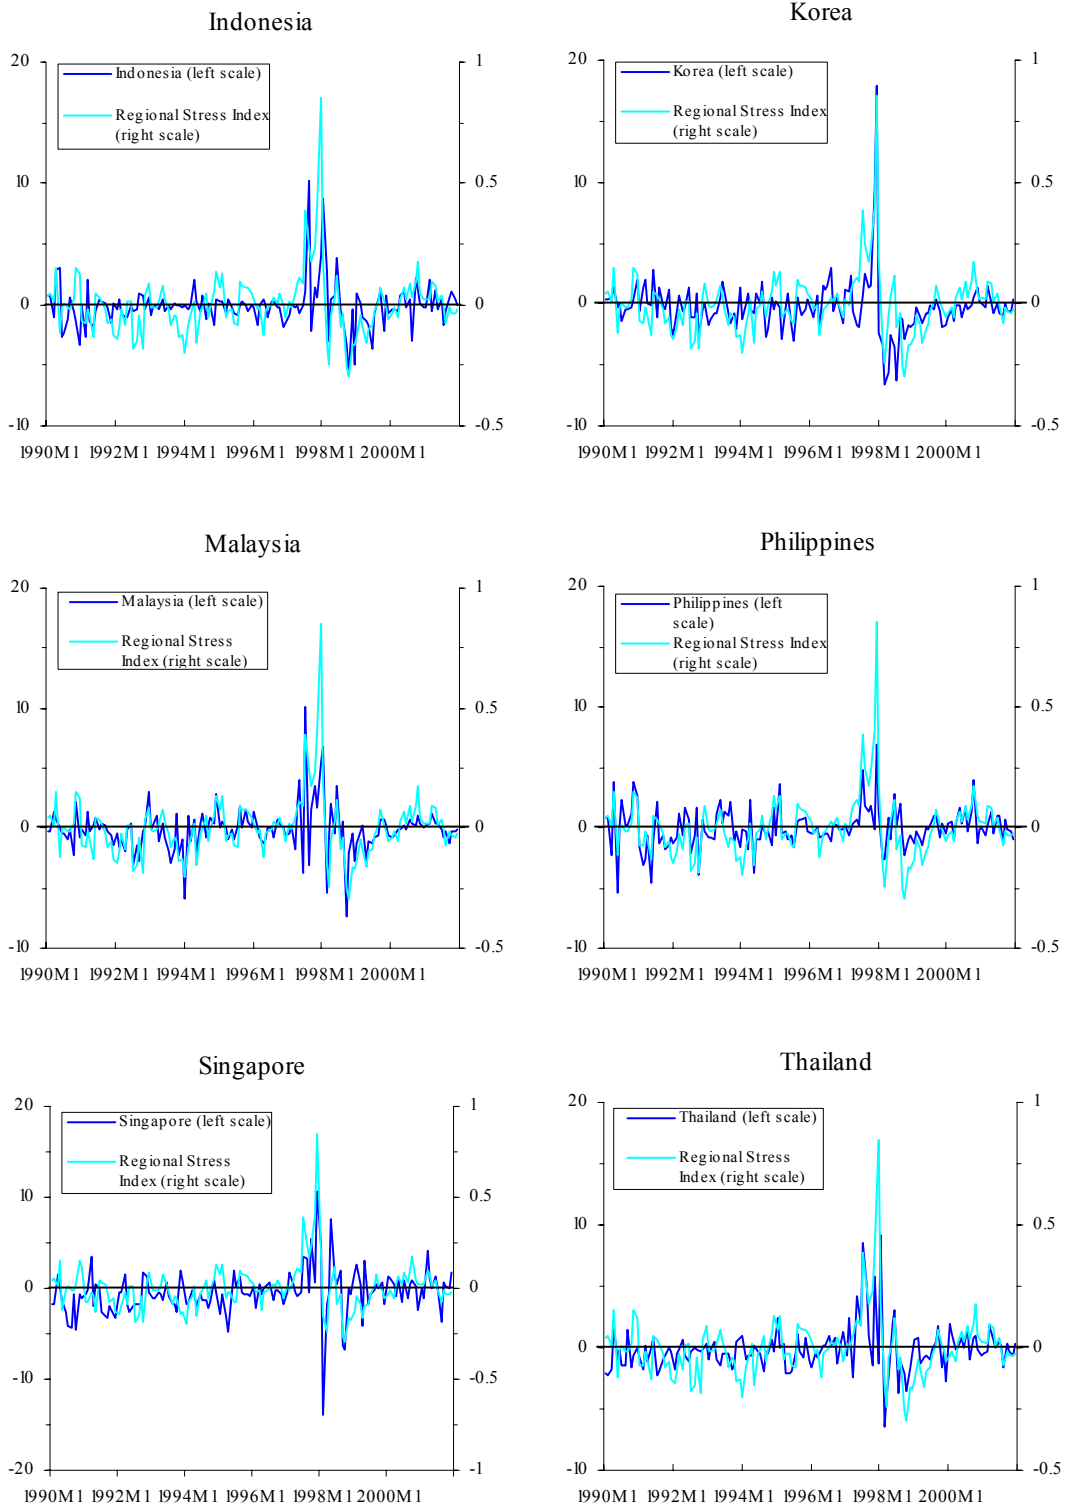 Indonesia
20
10
0
-10
1
0.5
0
-0.5
Indonesia (left scale)
Regional Stress Index
(right scale)
1990M1 1992M1 1994M1 1996M1 1998M1 2000M1
Korea
20
10
0
-10
1
0.5
0
-0.5
Korea (left scale)
Regional Stress Index
(right scale)
1990M1 1992M1 1994M1 1996M1 1998M1 2000M1
Malaysia
20
10
0
-10
1
0.5
0
-0.5
Malaysia (left scale)
Regional Stress
Index (right scale)
1990M1 1992M1 1994M1 1996M1 1998M1 2000M1
Philippines
20
10
0
-10
1
0.5
0
-0.5
Philippines (left
scale)
Regional Stress Index
(right scale)
1990M1 1992M1 1994M1 1996M1 1998M1 2000M1
Singapore
20
10
0
-10
-20
1
0.5
0
-0.5
-1
Singapore (left scale)
Regional Stress
Index (right scale)
1990M1 1992M1 1994M1 1996M1 1998M1 2000M1
Thailand
20
10
0
-10
1
0.5
0
-0.5
Thailand (left scale)
Regional Stress
Index (right scale)
1990M1 1992M1 1994M1 1996M1 1998M1 2000M1